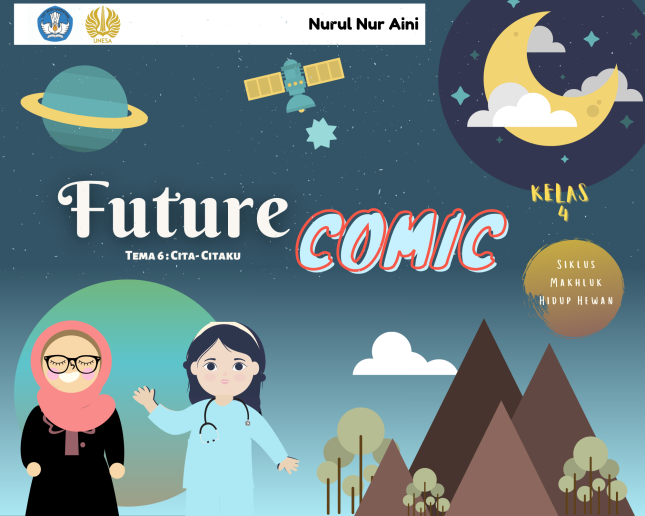 UNESA
Nurul Nur Aini
Future
COMIC
TEMA 6 : CITA- CITAKU
KELAS
4
SIKLUS
MAKHLUK
HIDUP HEWAN